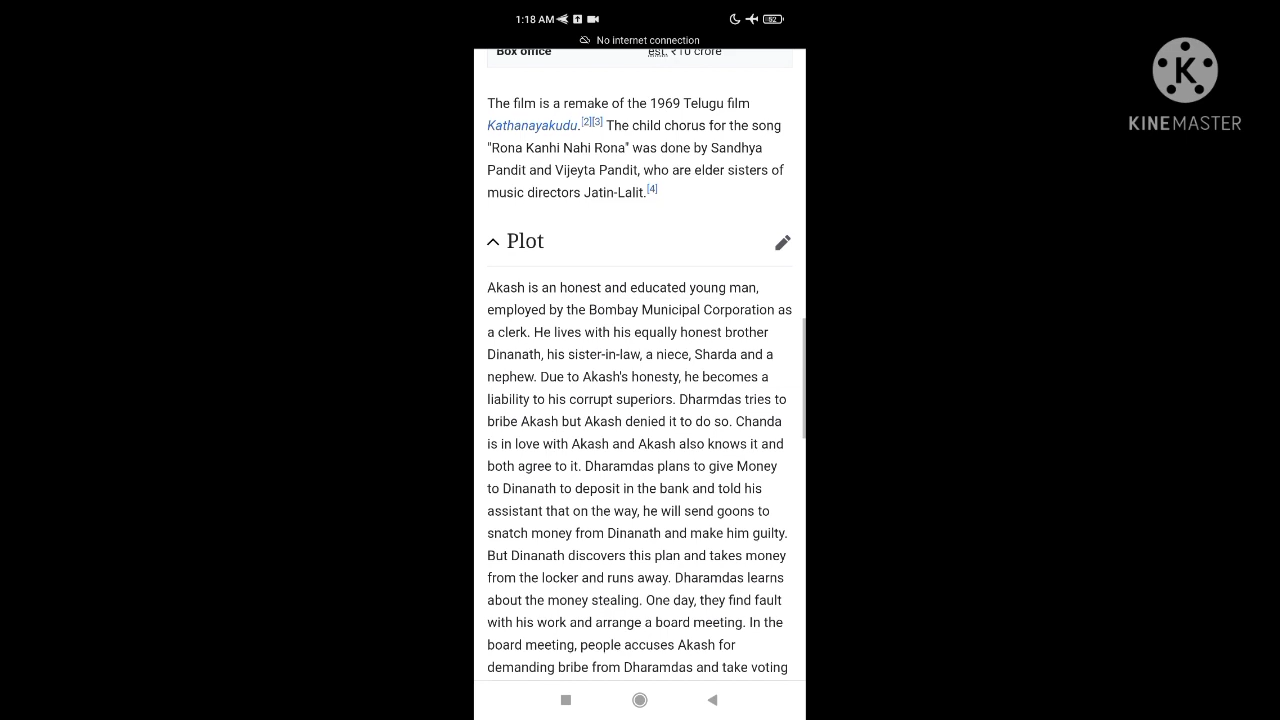 1:18 AM
52
No internet connection
Box office est. ₹10 crore
The film is a remake of the 1969 Telugu film
Kathanayakudu.[2][3] The child chorus for the song
"Rona Kanhi Nahi Rona" was done by Sandhya
Pandit and Vijeyta Pandit, who are elder sisters of
music directors Jatin-Lalit.[4]
Plot
Akash is an honest and educated young man,
employed by the Bombay Municipal Corporation as
a clerk. He lives with his equally honest brother
Dinanath, his sister-in-law, a niece, Sharda and a
nephew. Due to Akash's honesty, he becomes a
liability to his corrupt superiors. Dharmdas tries to
bribe Akash but Akash denied it to do so. Chanda
is in love with Akash and Akash also knows it and
both agree to it. Dharamdas plans to give Money
to Dinanath to deposit in the bank and told his
assistant that on the way, he will send goons to
snatch money from Dinanath and make him guilty.
But Dinanath discovers this plan and takes money
from the locker and runs away. Dharamdas learns
about the money stealing. One day, they find fault
with his work and arrange a board meeting. In the
board meeting, people accuses Akash for
demanding bribe from Dharamdas and take voting
K
KINEMASTER